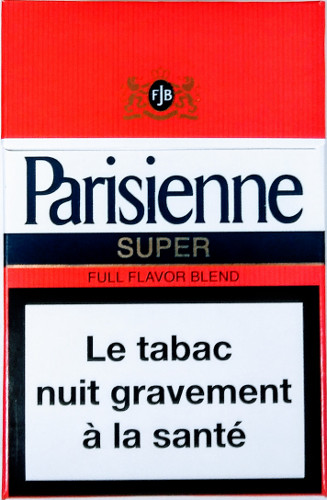 FJB
Parisienne
SUPER
FULL FLAVOR BLEND
Le tabac
nuit gravement
à la santé